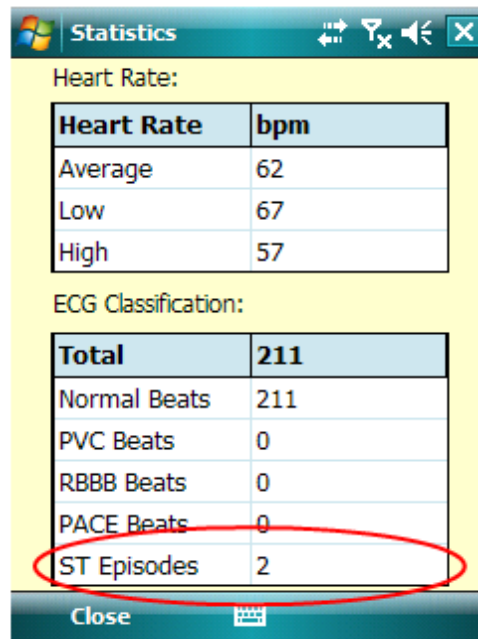 Statistics
Heart Rate:
Heart Rate bpm
Average 62
Low 67
High 57
ECG Classification:
Total 211
Normal Beats 211
PVC Beats 0
RBBB Beats 0
PACE Beats 0
ST Episodes 2
Close